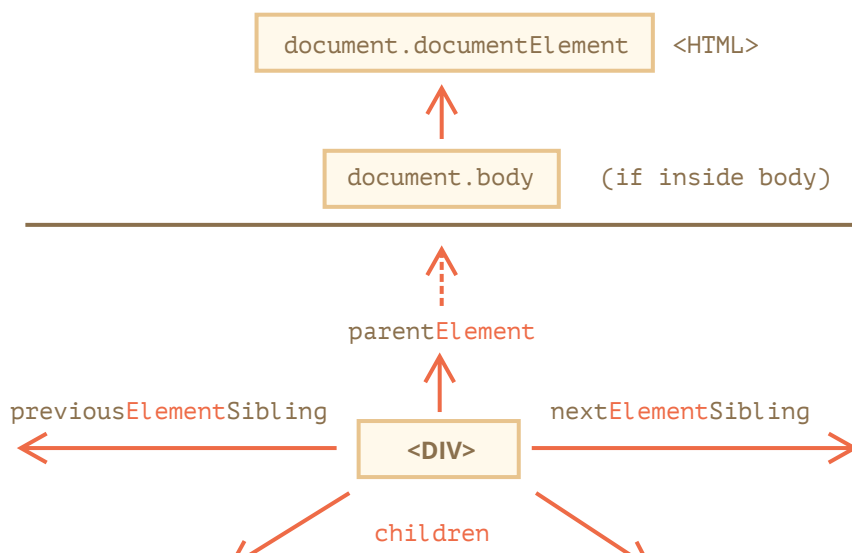 document.documentElement <HTML>
document.body (if inside body)
parentElement
previousElementSibling nextElementSibling
<DIV>
children